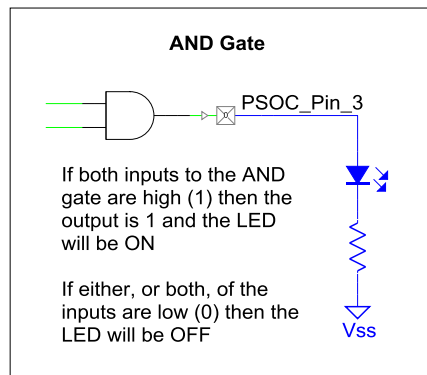 AND Gate
PSOC_Pin_3
If both inputs to the AND
gate are high (1) then the
output is 1 and the LED
will be ON
If either, or both, of the
inputs are low (0) then the
LED will be OFF
Vss